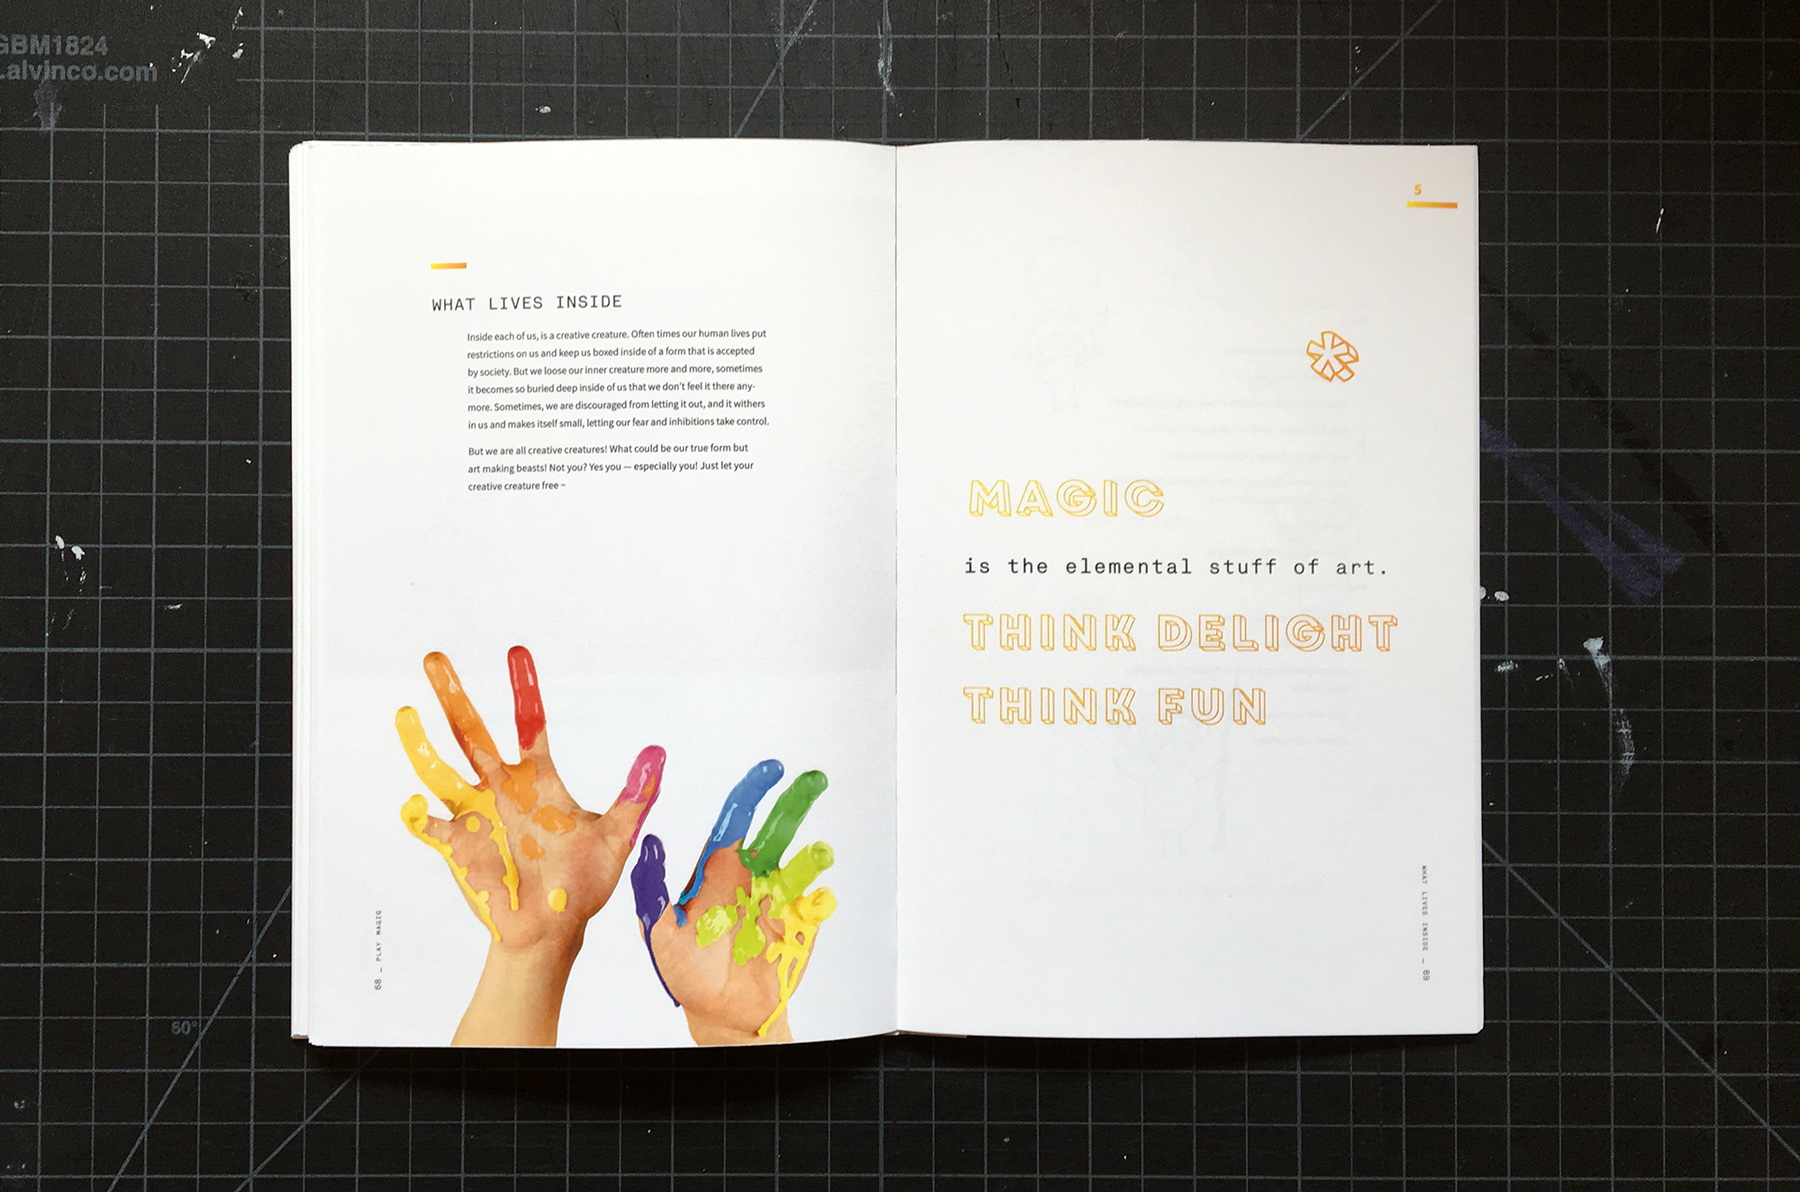 GBM1824
alvinco.com
WHAT LIVES INSIDE
Inside each of us, is a creative creature. Often times our human lives put
restrictions on us and keep us boxed inside of a form that is accepted
by society. But we loose our inner creature more and more, sometimes
it becomes so buried deep inside of us that we don't feel it there any-
more. Sometimes, we are discouraged from letting it out, and it withers
in us and makes itself small, letting our fear and inhibitions take control.
But we are all creative creatures! What could be our true form but
art making beasts! Not you? Yes you — especially you! Just let your
creative creature free ~
68 _ PLAY MAGIC
5
MAGIC
is the elemental stuff of art.
THINK DELIGHT
THINK FUN
WHAT LIVES INSIDE _ 69
60°